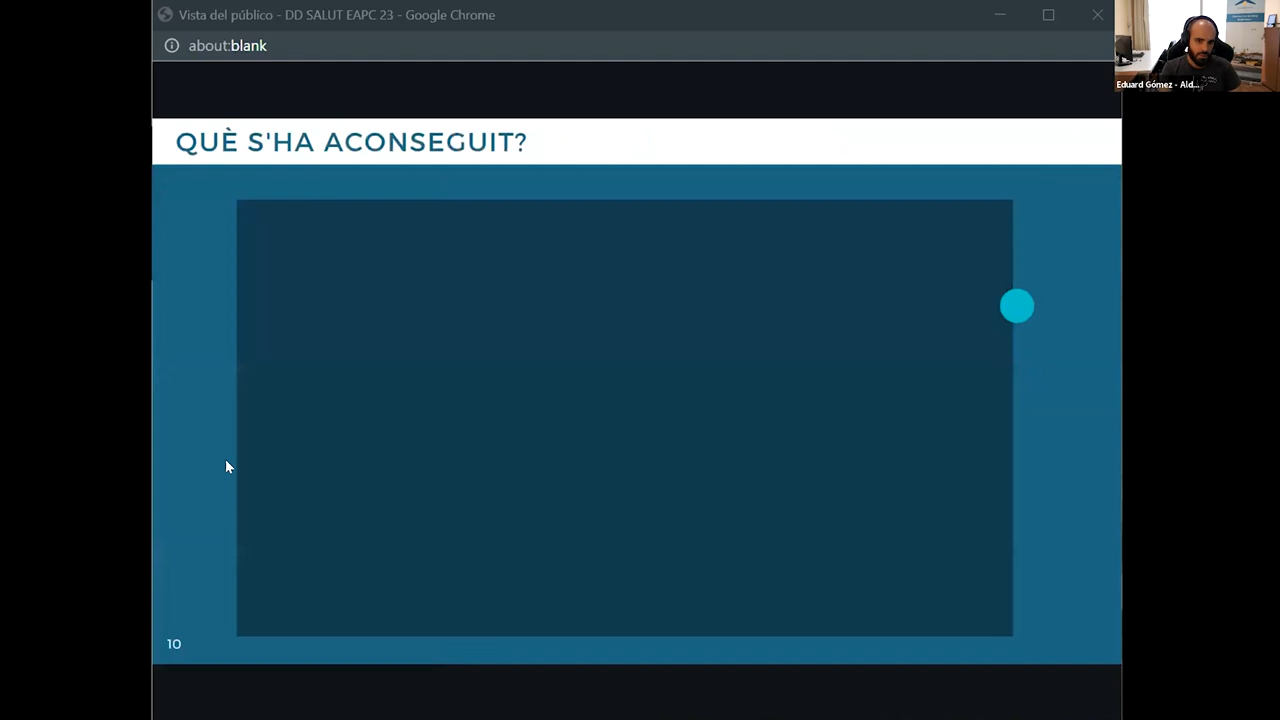 Vista del público - DD SALUT EAPC 23 - Google Chrome
about:blank
Eduard Gómez - Ald...
QUÈ S'HA ACONSEGUIT?
10